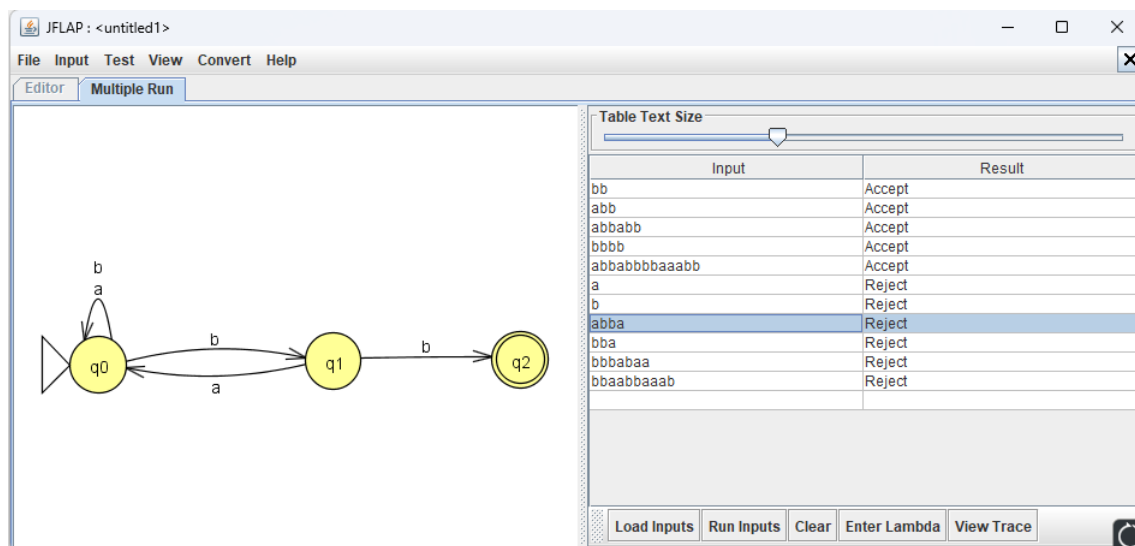 JFLAP : <untitled1>
File Input Test View Convert Help
Editor Multiple Run
Table Text Size
Input Result
bb Accept
abb Accept
abbabb Accept
bbbb Accept
abbabbbbaaabb Accept
a Reject
b Reject
abba Reject
bba Reject
bbbabaa Reject
bbaabbaaab Reject
b
a
b
b
q0
q1
q2
a
Load Inputs Run Inputs Clear Enter Lambda View Trace